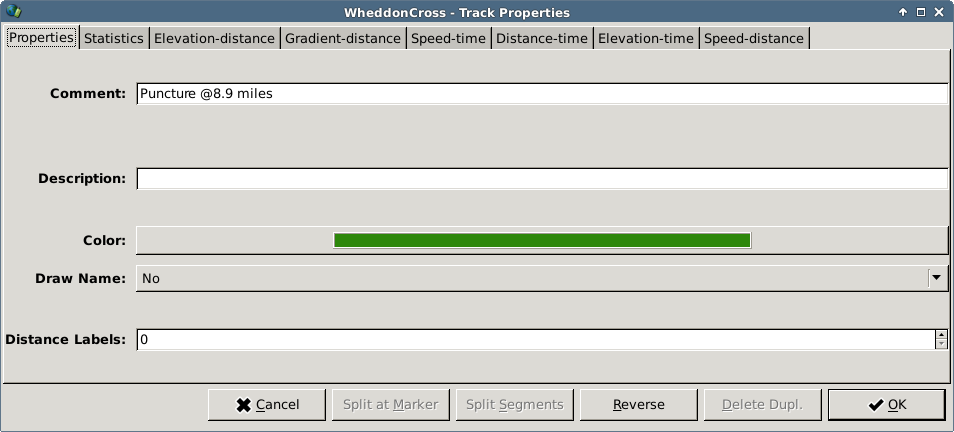 WheddonCross - Track Properties
Properties Statistics Elevation-distance Gradient-distance Speed-time Distance-time Elevation-time Speed-distance
Comment: Puncture @8.9 miles
Description:
Color:
Draw Name: No
Distance Labels: 0
Cancel Split at Marker Split Segments Reverse Delete Dupl. OK